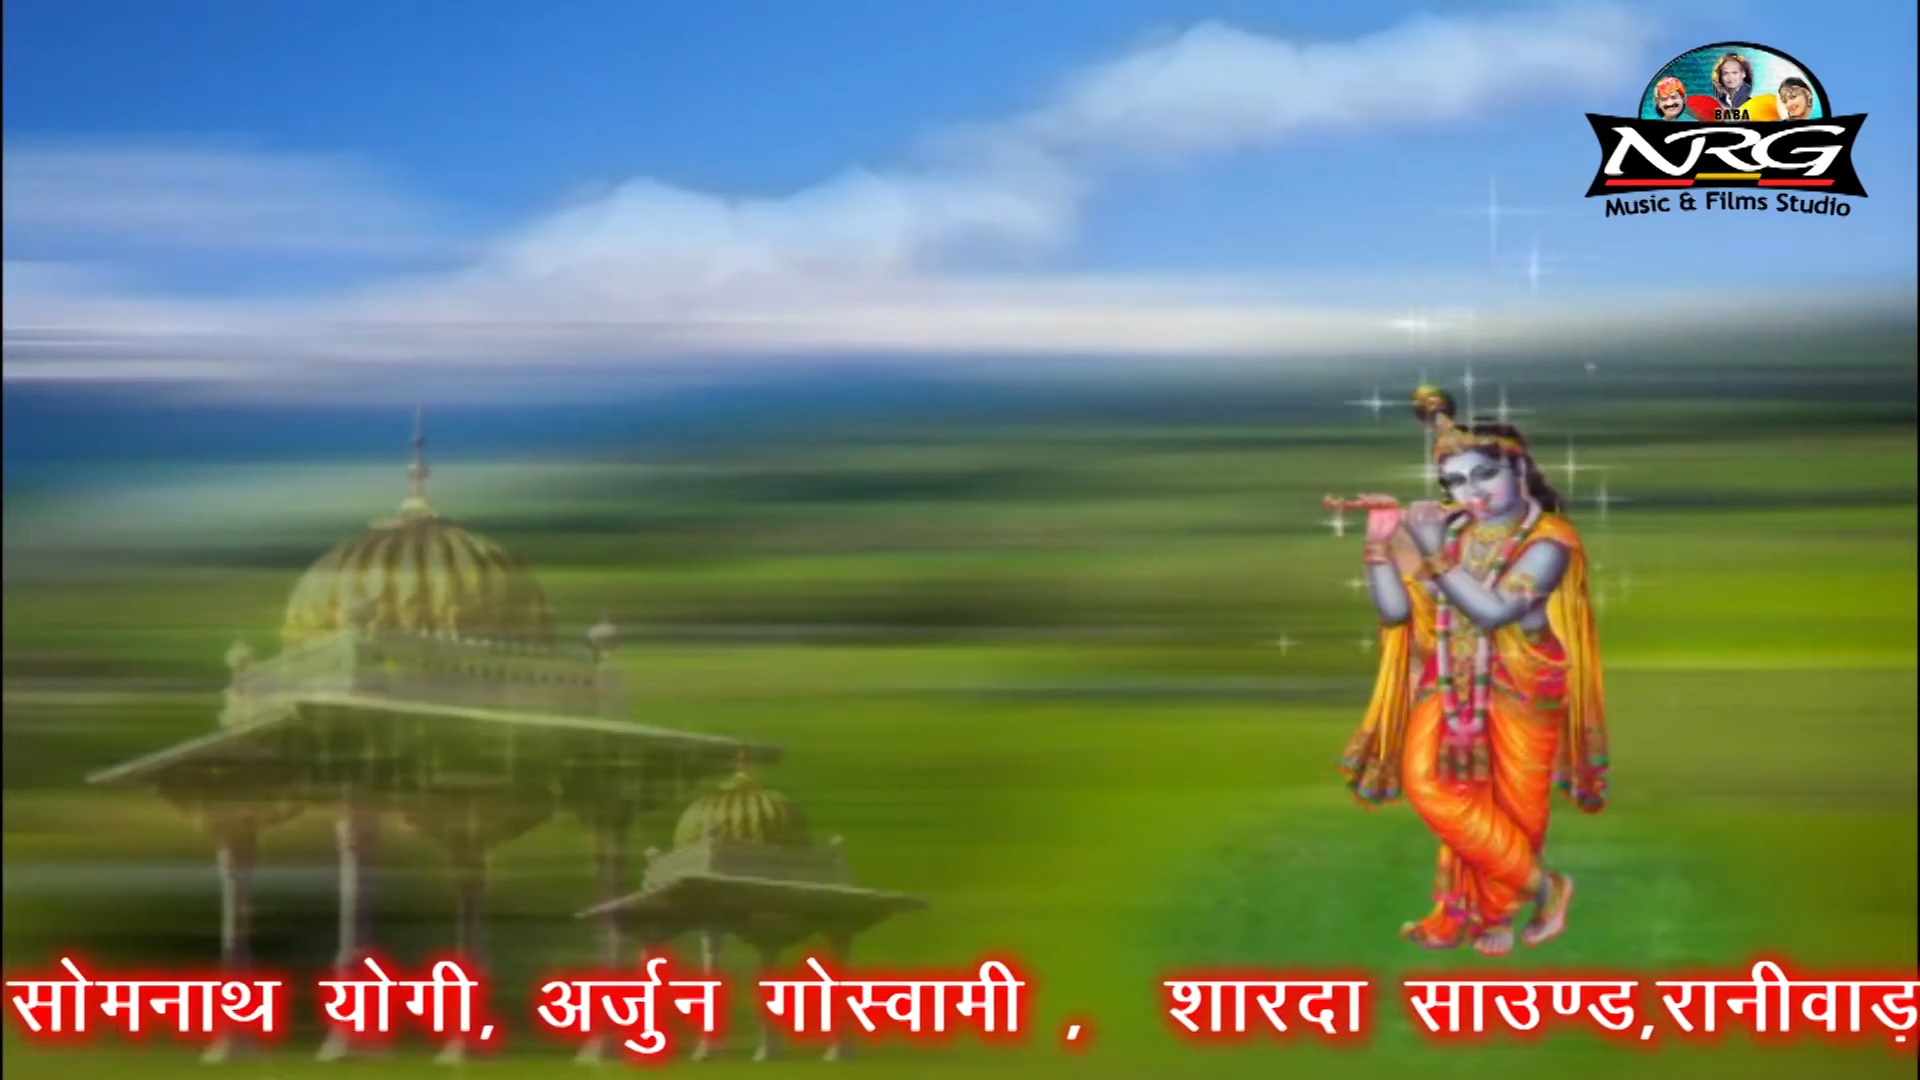 BABA
NRG
Music & Films Studio
सोमनाथ योगी, अर्जुन गोस्वामी , शारदा साउण्ड,रानीवाड़